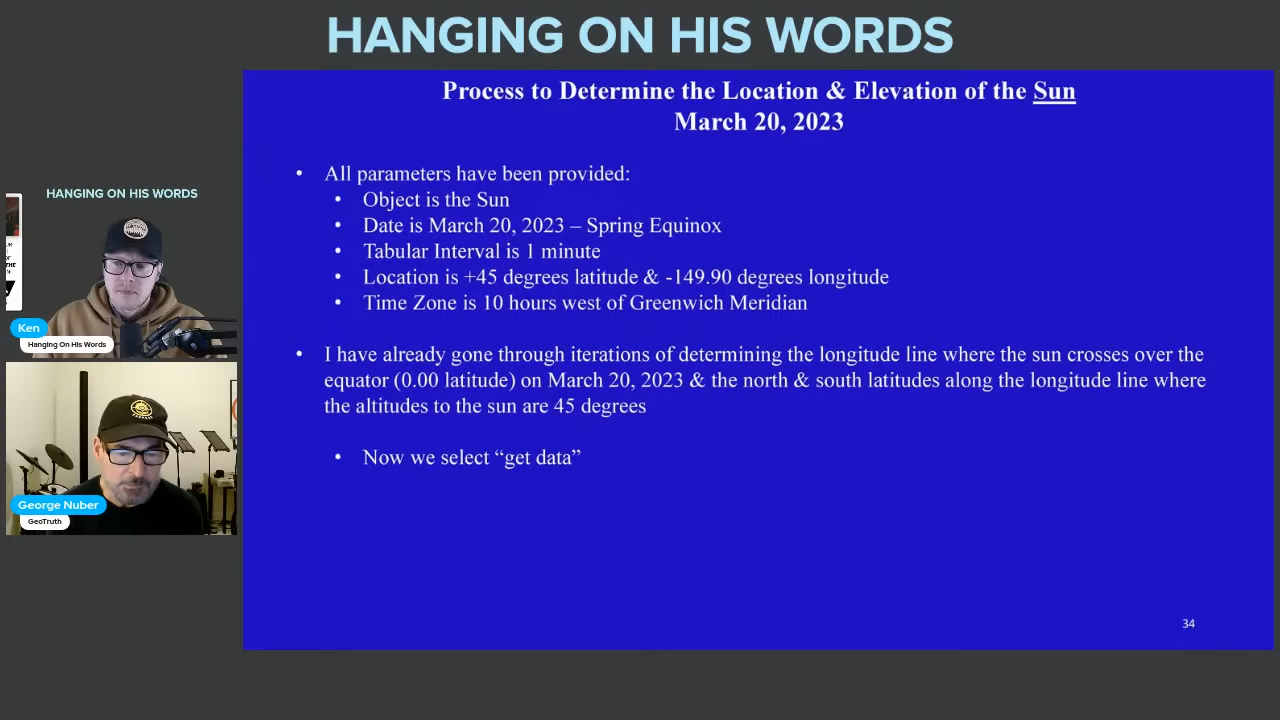 HANGING ON HIS WORDS
Process to Determine the Location & Elevation of the Sun
March 20, 2023
• All parameters have been provided:
• Object is the Sun
• Date is March 20, 2023 – Spring Equinox
• Tabular Interval is 1 minute
• Location is +45 degrees latitude & -149.90 degrees longitude
• Time Zone is 10 hours west of Greenwich Meridian
• I have already gone through iterations of determining the longitude line where the sun crosses over the
equator (0.00 latitude) on March 20, 2023 & the north & south latitudes along the longitude line where
the altitudes to the sun are 45 degrees
• Now we select “get data”
34
HANGING ON HIS WORDS
Ken
Hanging On His Words
George Nuber
GeoTruth